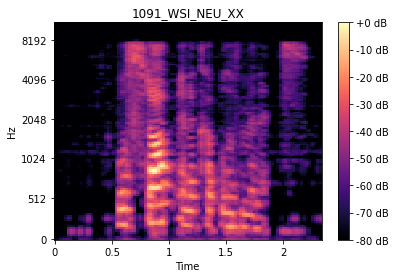 1091_WSI_NEU_XX
+0 dB
8192
-10 dB
4096
-20 dB
-30 dB
2048
Hz
-40 dB
1024
-50 dB
512
-60 dB
-70 dB
0
-80 dB
0 0.5 1 1.5 2
Time